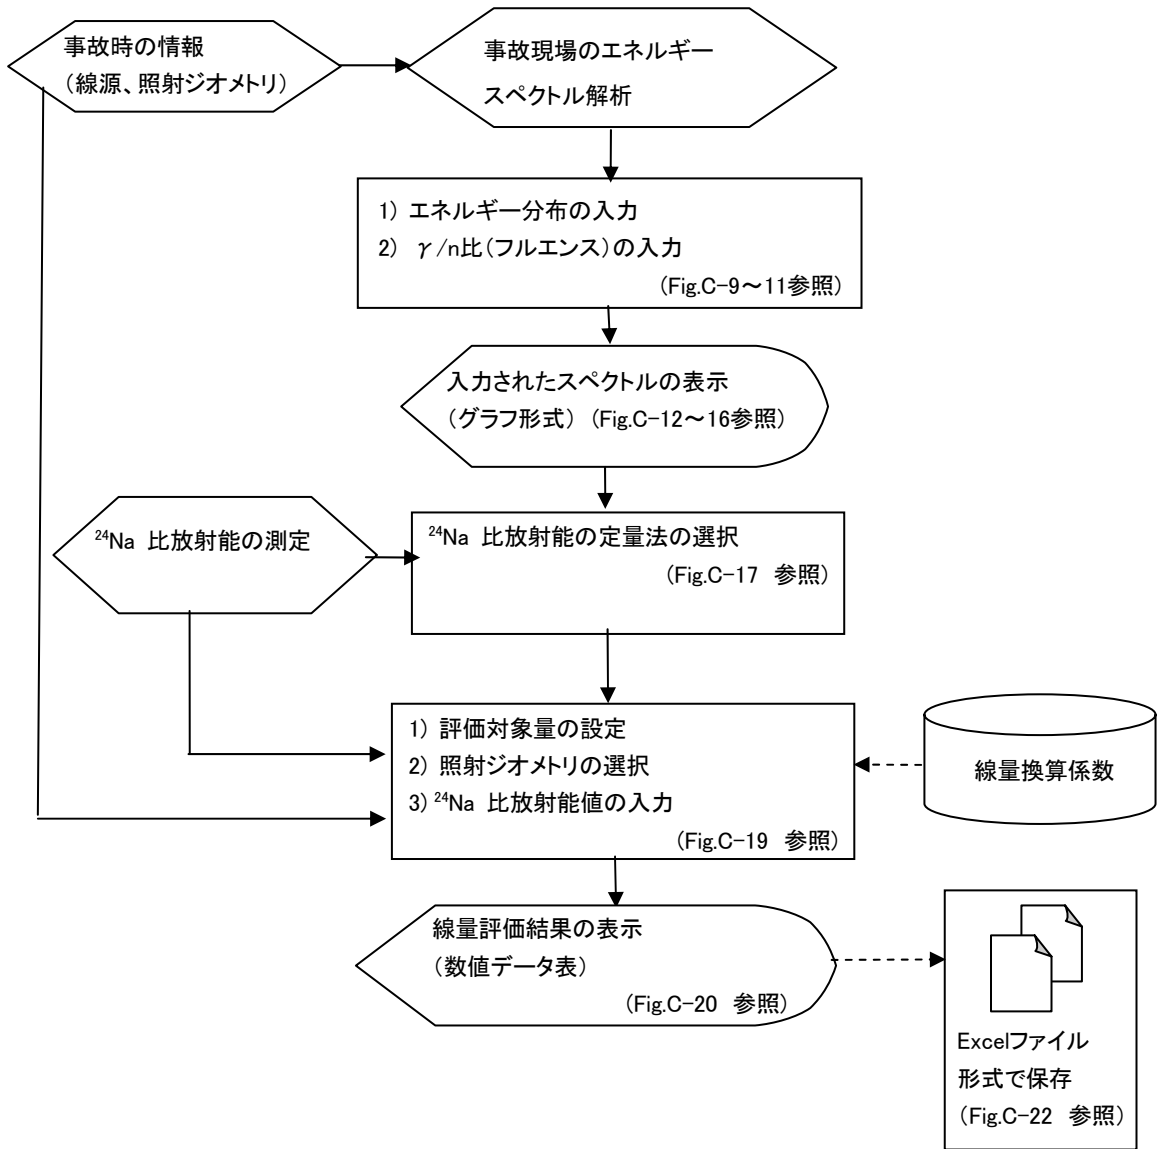 事故時の情報
（線源、照射ジオメトリ）
事故現場のエネルギー
スペクトル解析
1) エネルギー分布の入力
2) γ/n比（フルエンス）の入力
（Fig.C-9～11参照）
入力されたスペクトルの表示
（グラフ形式） （Fig.C-12～16参照）
²⁴Na 比放射能の測定
²⁴Na 比放射能の定量法の選択
（Fig.C-17 参照）
1) 評価対象量の設定
2) 照射ジオメトリの選択
3) ²⁴Na 比放射能値の入力
（Fig.C-19 参照）
線量換算係数
線量評価結果の表示
（数値データ表）
（Fig.C-20 参照）
Excelファイル
形式で保存
（Fig.C-22 参照）